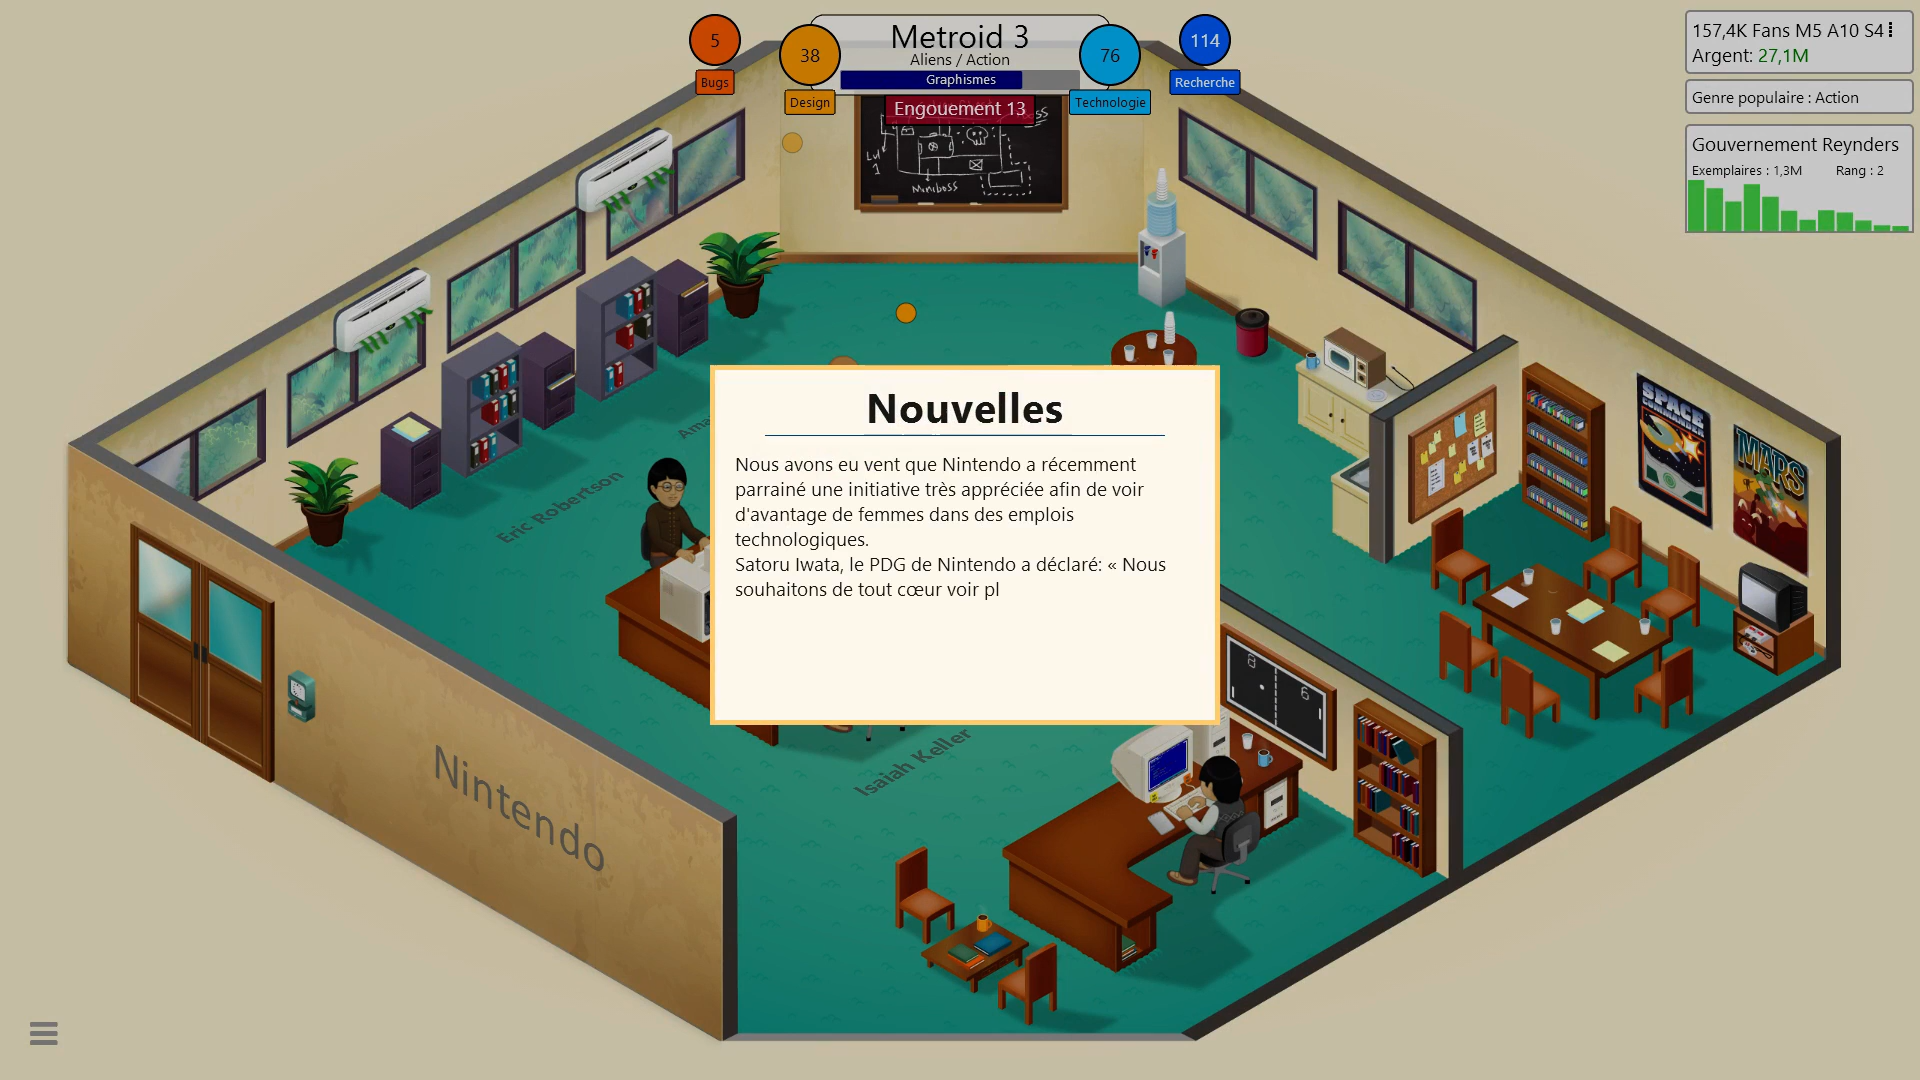 5
Bugs
38
Design
Metroid 3
Aliens / Action
Graphismes
Engouement 13
76
Technologie
114
Recherche
157,4K Fans M5 A10 S4
Argent: 27,1M
Genre populaire : Action
Gouvernement Reynders
Exemplaires : 1,3M Rang : 2
Lvl
1
Miniboss
SPACE
MARS
Ama
Eric Robertson
Nouvelles
Nous avons eu vent que Nintendo a récemment
parrainé une initiative très appréciée afin de voir
d'avantage de femmes dans des emplois
technologiques.
Satoru Iwata, le PDG de Nintendo a déclaré: « Nous
souhaitons de tout cœur voir pl
Isaiah Keller
Nintendo